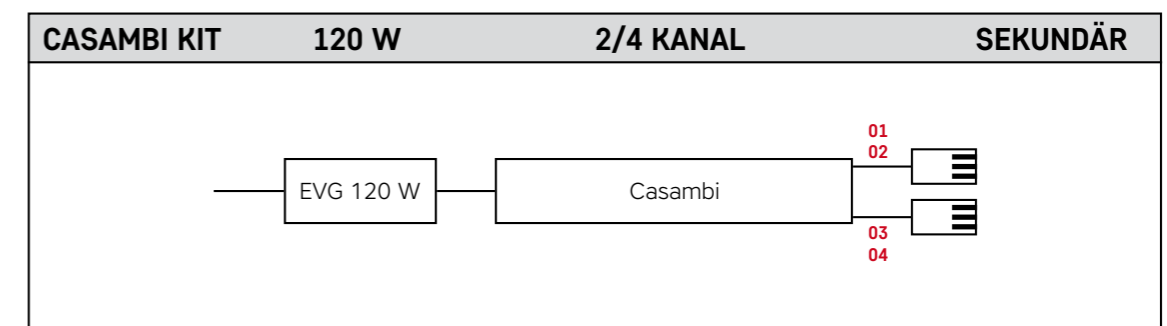 CASAMBI KIT 120 W 2/4 KANAL SEKUNDÄR
01
02
EVG 120 W Casambi
03
04